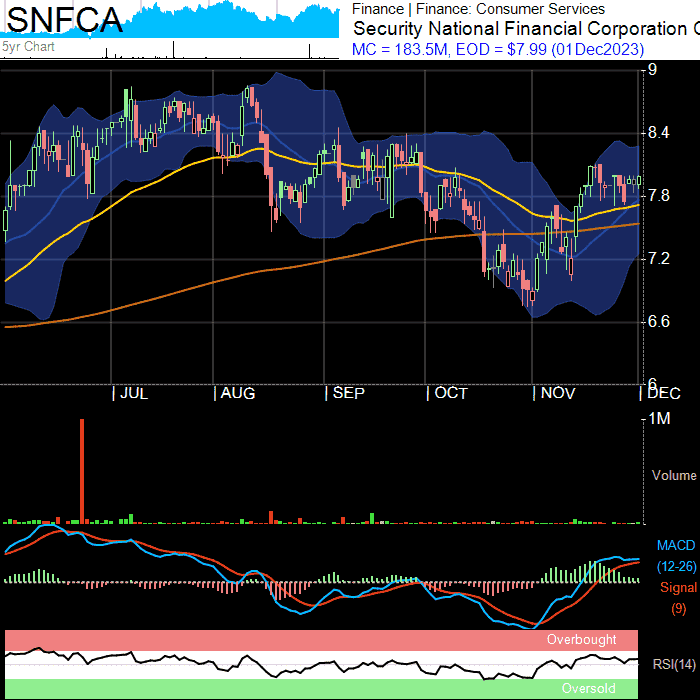 SNFCA
5yr Chart
Finance | Finance: Consumer Services
Security National Financial Corporation
MC = 183.5M, EOD = $7.99 (01Dec2023)
9
8.4
7.8
7.2
6.6
6
| JUL | AUG | SEP | OCT | NOV | DEC
1M
Volume
MACD
(12-26)
Signal
(9)
Overbought
RSI(14)
Oversold